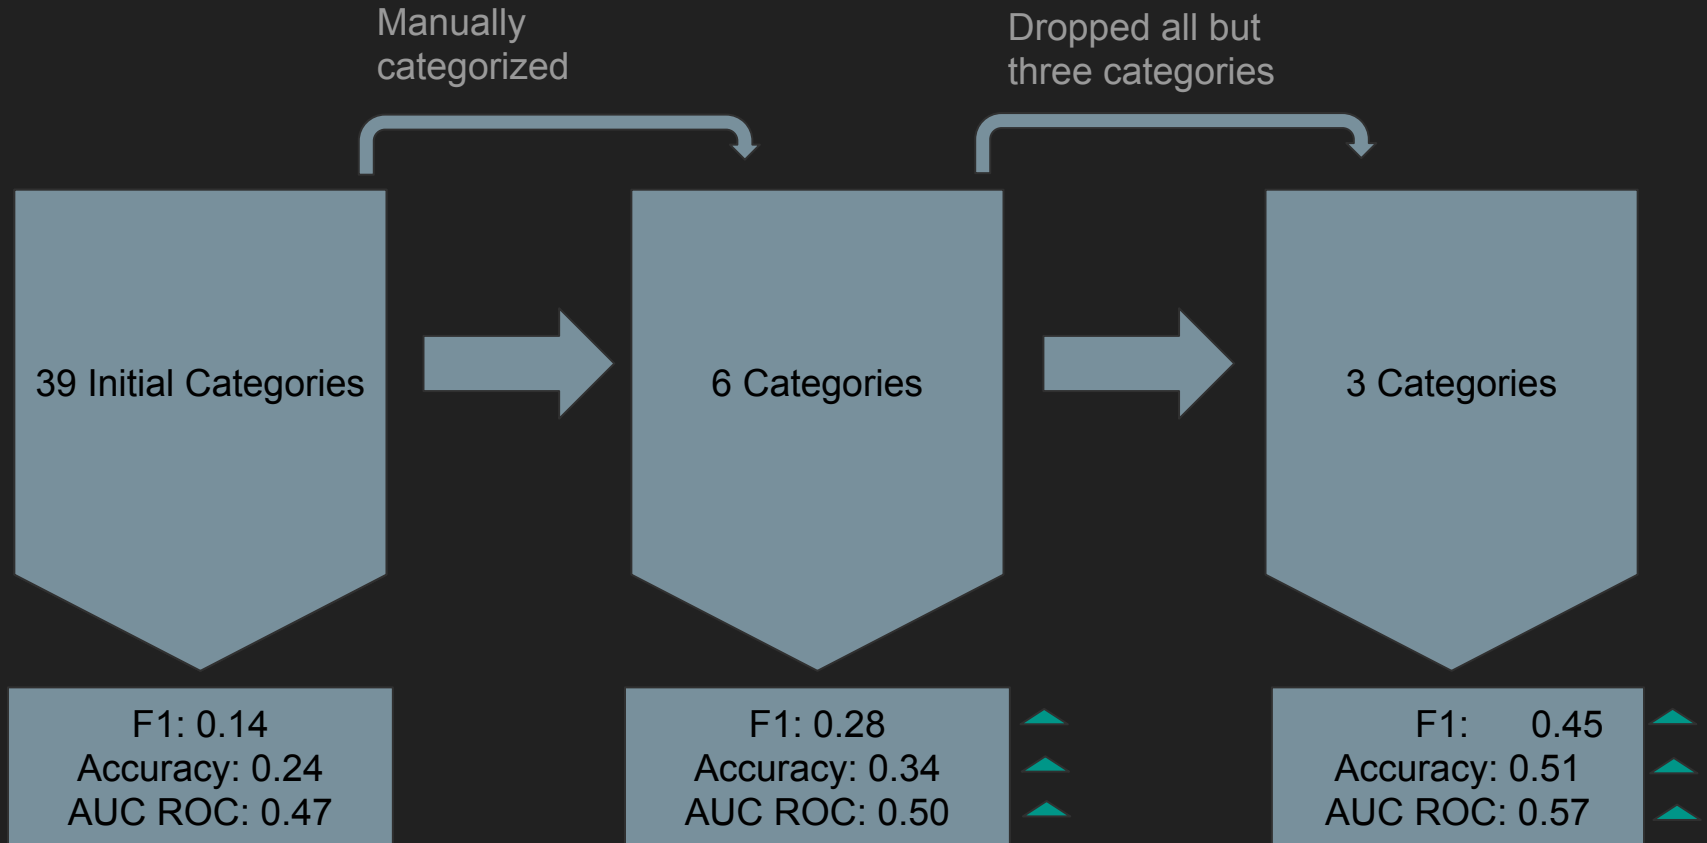 Manually
categorized
Dropped all but
three categories
39 Initial Categories
6 Categories
3 Categories
F1: 0.14
Accuracy: 0.24
AUC ROC: 0.47
F1: 0.28
Accuracy: 0.34
AUC ROC: 0.50
F1: 0.45
Accuracy: 0.51
AUC ROC: 0.57